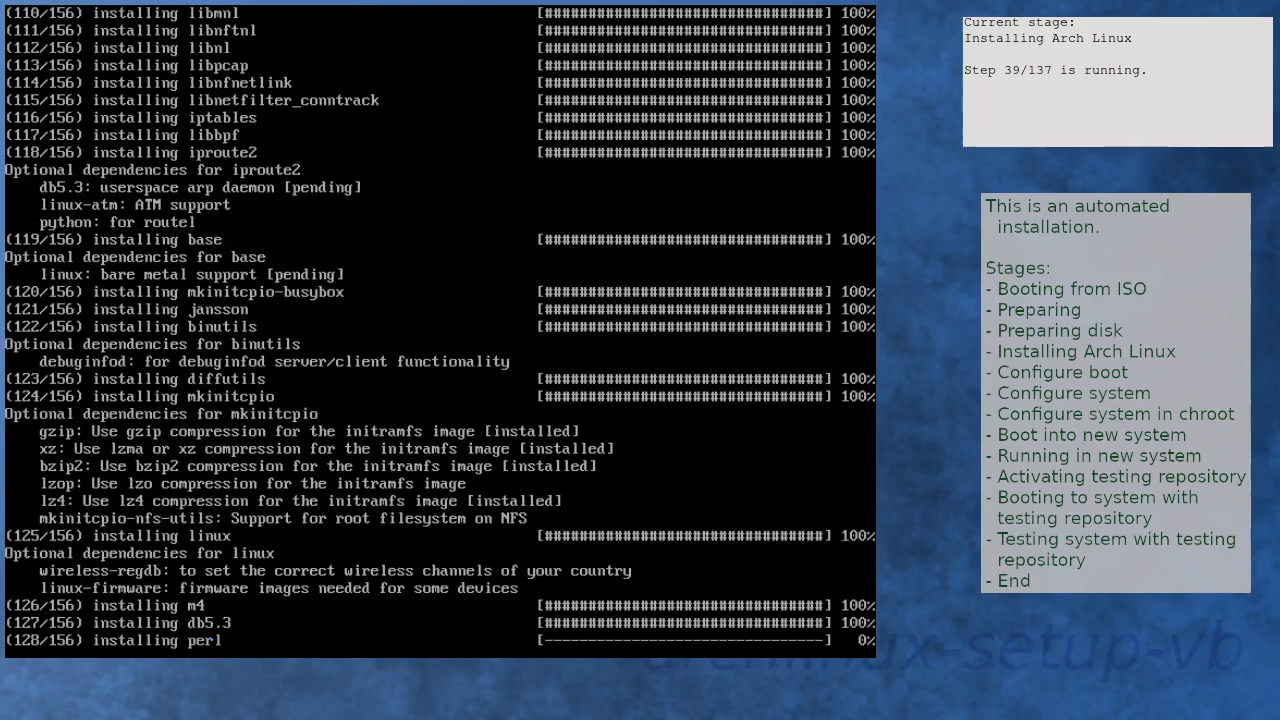 (110/156) installing libmnl [################################] 100%
(111/156) installing libnftnl [################################] 100%
(112/156) installing libnl [################################] 100%
(113/156) installing libpcap [################################] 100%
(114/156) installing libnfnetlink [################################] 100%
(115/156) installing libnetfilter_conntrack [################################] 100%
(116/156) installing iptables [################################] 100%
(117/156) installing libbpf [################################] 100%
(118/156) installing iproute2 [################################] 100%
Optional dependencies for iproute2
db5.3: userspace arp daemon [pending]
linux-atm: ATM support
python: for routel
(119/156) installing base [################################] 100%
Optional dependencies for base
linux: bare metal support [pending]
(120/156) installing mkinitcpio-busybox [################################] 100%
(121/156) installing jansson [################################] 100%
(122/156) installing binutils [################################] 100%
Optional dependencies for binutils
debuginfod: for debuginfod server/client functionality
(123/156) installing diffutils [################################] 100%
(124/156) installing mkinitcpio [################################] 100%
Optional dependencies for mkinitcpio
gzip: Use gzip compression for the initramfs image [installed]
xz: Use lzma or xz compression for the initramfs image [installed]
bzip2: Use bzip2 compression for the initramfs image [installed]
lzop: Use lzo compression for the initramfs image
lz4: Use lz4 compression for the initramfs image [installed]
mkinitcpio-nfs-utils: Support for root filesystem on NFS
(125/156) installing linux [################################] 100%
Optional dependencies for linux
wireless-regdb: to set the correct wireless channels of your country
linux-firmware: firmware images needed for some devices
(126/156) installing m4 [################################] 100%
(127/156) installing db5.3 [################################] 100%
(128/156) installing perl [--------------------------------] 0%
Current stage:
Installing Arch Linux
Step 39/137 is running.
This is an automated
installation.
Stages:
- Booting from ISO
- Preparing
- Preparing disk
- Installing Arch Linux
- Configure boot
- Configure system
- Configure system in chroot
- Boot into new system
- Running in new system
- Activating testing repository
- Booting to system with
testing repository
- Testing system with testing
repository
- End
archlinux-setup-vb